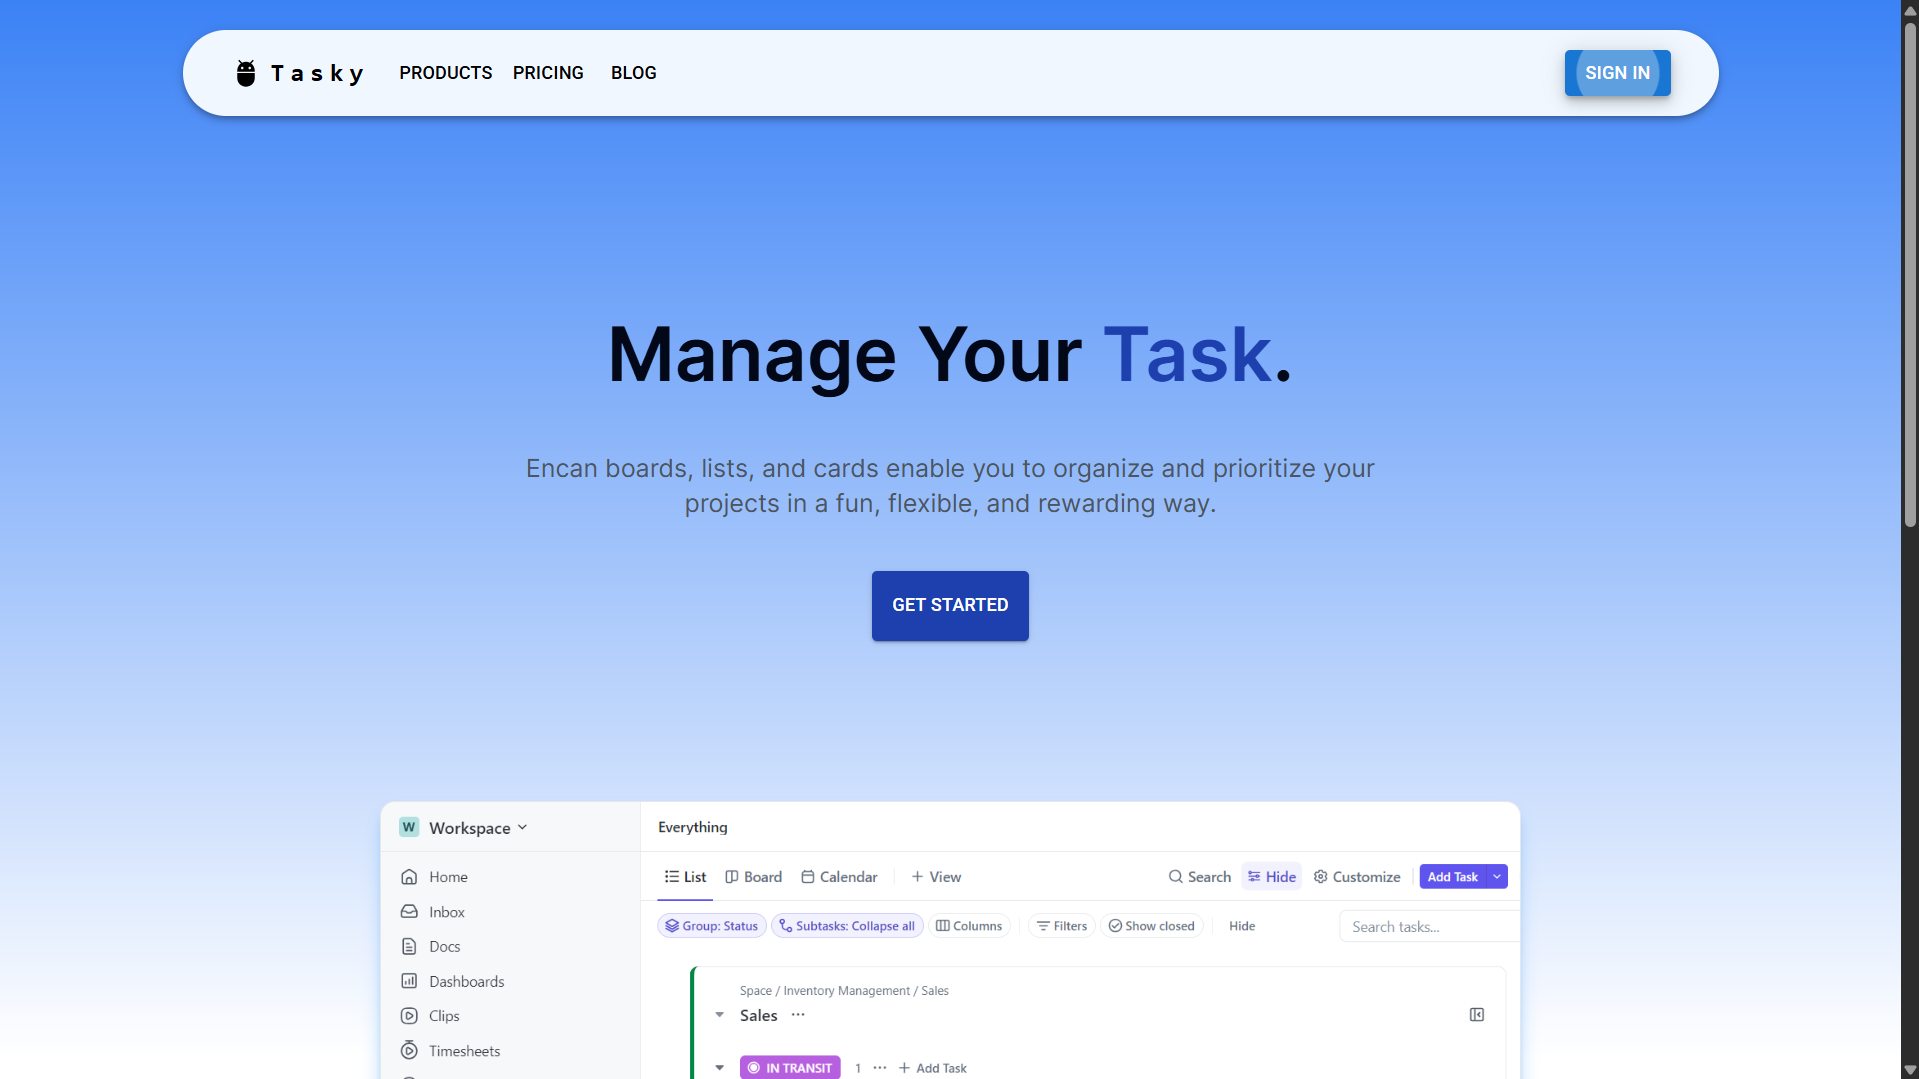 Tasky PRODUCTS PRICING BLOG SIGN IN
Manage Your Task.
Encan boards, lists, and cards enable you to organize and prioritize your
projects in a fun, flexible, and rewarding way.
GET STARTED
W Workspace
Home
Inbox
Docs
Dashboards
Clips
Timesheets
Everything
List Board Calendar + View Search Hide Customize Add Task
Group: Status Subtasks: Collapse all Columns Filters Show closed Hide Search tasks...
Space / Inventory Management / Sales
Sales ...
IN TRANSIT 1 ... + Add Task